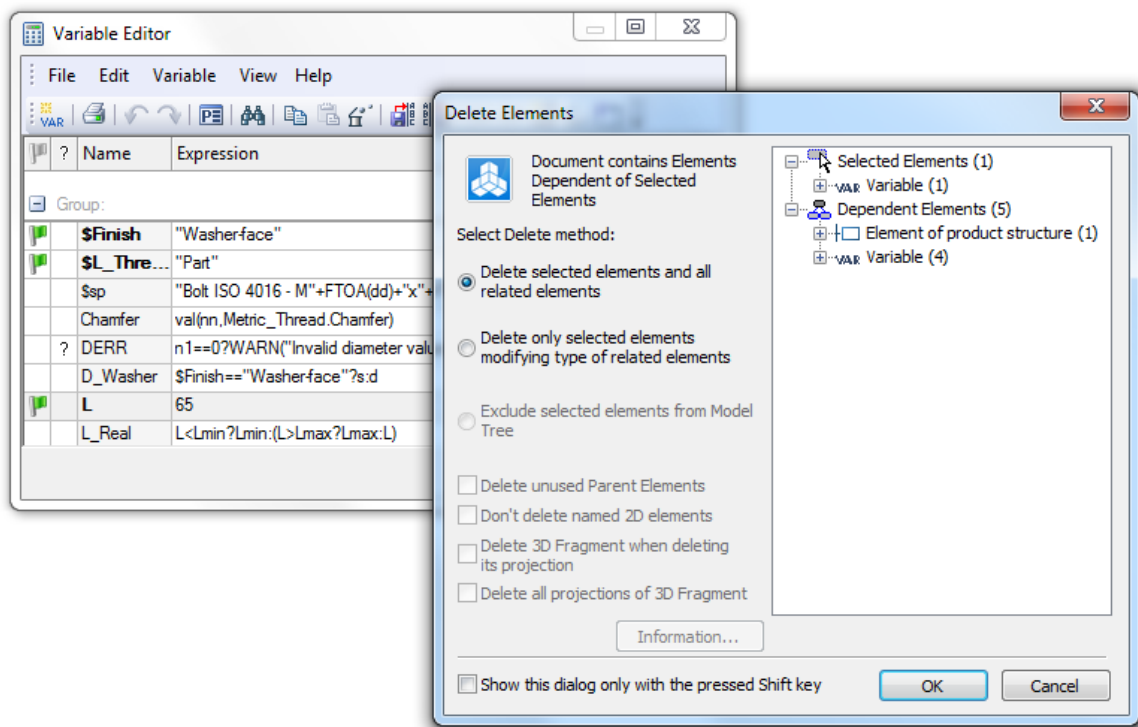 Variable Editor
File Edit Variable View Help
VAR PE
? Name Expression
Group:
$Finish "Washer-face"
$L_Thre... "Part"
$sp "Bolt ISO 4016 - M"+FTOA(dd)+"x"+
Chamfer val(nn,Metric_Thread.Chamfer)
? DERR n1==0?WARN("Invalid diameter valu
D_Washer $Finish=="Washer-face"?s:d
L 65
L_Real L<Lmin?Lmin:(L>Lmax?Lmax:L)
Delete Elements
Document contains Elements
Dependent of Selected
Elements
Select Delete method:
Delete selected elements and all
related elements
Delete only selected elements
modifying type of related elements
Exclude selected elements from Model
Tree
Delete unused Parent Elements
Don't delete named 2D elements
Delete 3D Fragment when deleting
its projection
Delete all projections of 3D Fragment
Information...
Selected Elements (1)
VAR Variable (1)
Dependent Elements (5)
Element of product structure (1)
VAR Variable (4)
Show this dialog only with the pressed Shift key
OK
Cancel